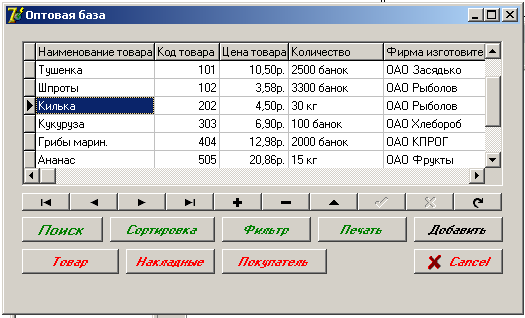 Оптовая база
Наименование товара Код товара Цена товара Количество Фирма изготовите
Тушенка 101 10,50р. 2500 банок ОАО Засядько
Шпроты 102 3,58р. 3300 банок ОАО Рыболов
Килька 202 4,50р. 30 кг ОАО Рыболов
Кукуруза 303 6,90р. 100 банок ОАО Хлебороб
Грибы марин. 404 12,98р. 2000 банок ОАО КПРОГ
Ананас 505 20,86р. 15 кг ОАО Фрукты
Поиск Сортировка Фильтр Печать Добавить
Товар Накладные Покупатель Cancel